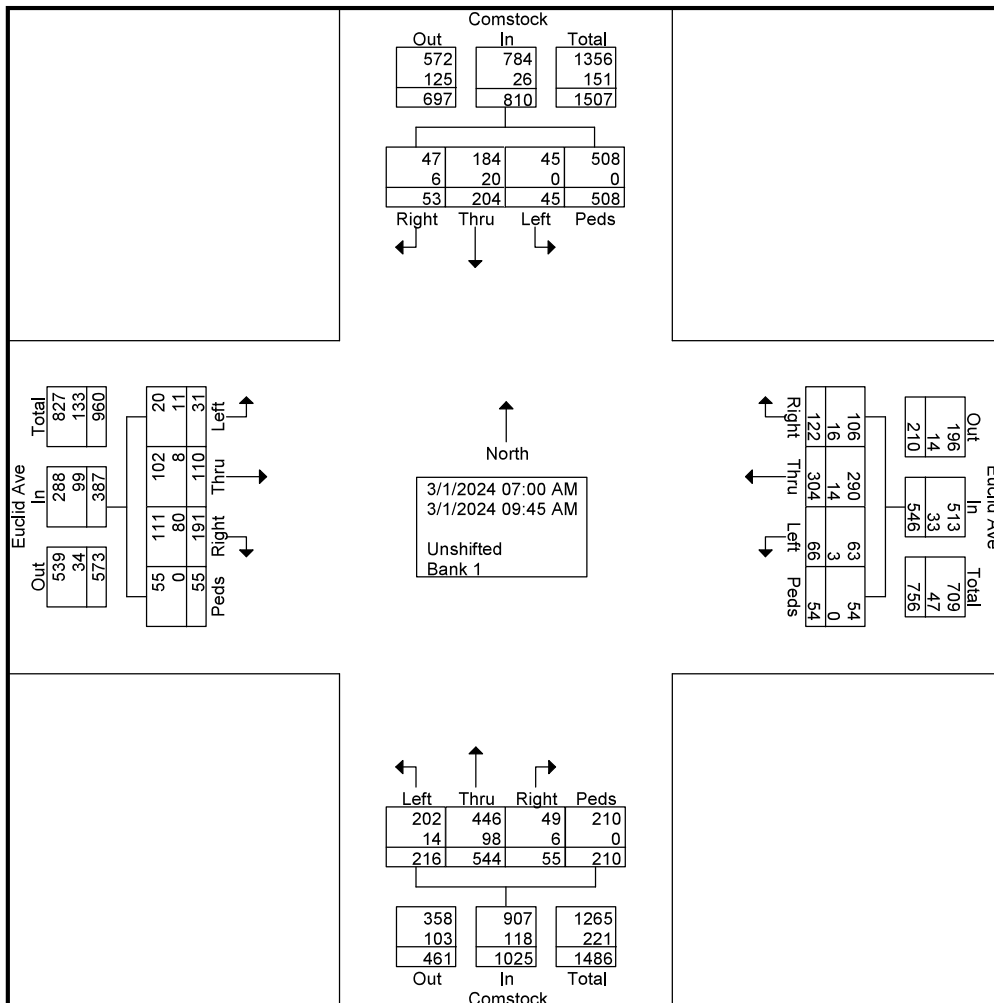 Comstock
Out In Total
572 784 1356
125 26 151
697 810 1507
47 184 45 508
6 20 0 0
53 204 45 508
Right Thru Left Peds
Euclid Ave
Total In Out
827 288 539
133 99 34
960 387 573
20 102 111 55
11 8 80 0
31 110 191 55
Left Thru Right Peds
North
3/1/2024 07:00 AM
3/1/2024 09:45 AM
Unshifted
Bank 1
Euclid Ave
Out In Total
196 513 709
14 33 47
210 546 756
106 290 63 54
16 14 3 0
122 304 66 54
Right Thru Left Peds
Left Thru Right Peds
202 446 49 210
14 98 6 0
216 544 55 210
358 907 1265
103 118 221
461 1025 1486
Out In Total
Comstock